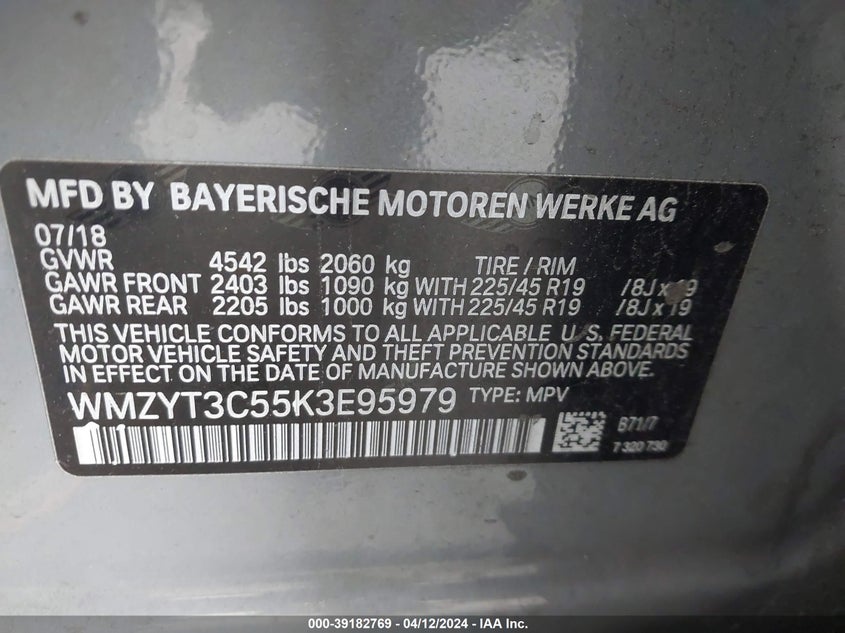 MFD BY BAYERISCHE MOTOREN WERKE AG
07/18
GVWR 4542 lbs 2060 kg TIRE / RIM
GAWR FRONT 2403 lbs 1090 kg WITH 225/45 R19 /8J x 19
GAWR REAR 2205 lbs 1000 kg WITH 225/45 R19 /8J x 19
THIS VEHICLE CONFORMS TO ALL APPLICABLE U.S. FEDERAL
MOTOR VEHICLE SAFETY AND THEFT PREVENTION STANDARDS
IN EFFECT ON THE DATE OF MANUFACTURE SHOWN ABOVE.
WMZYT3C55K3E95979 TYPE: MPV
B71/7
7 320 730
000-39182769 - 04/12/2024 - IAA Inc.